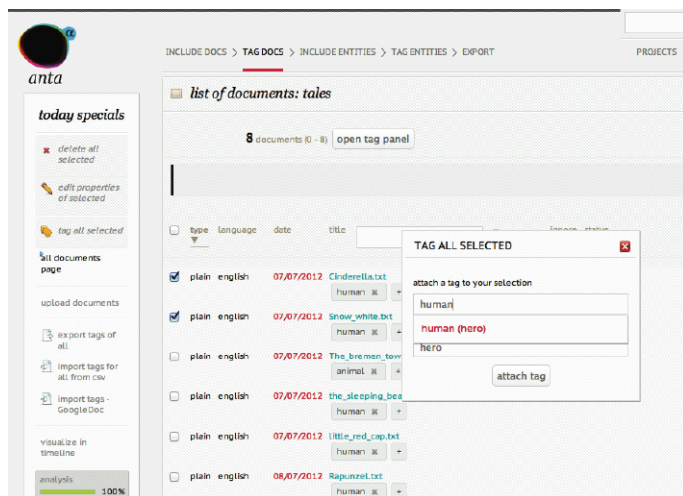 α
anta
INCLUDE DOCS > TAG DOCS > INCLUDE ENTITIES > TAG ENTITIES > EXPORT
PROJECTS
today specials
delete all
selected
edit properties
of selected
tag all selected
all documents
page
upload documents
export tags of
all
import tags for
all from csv
import tags -
GoogleDoc
visualize in
timeline
analysis
100%
list of documents: tales
8 documents (0 - 8) open tag panel
type language date title ignore status
plain english 07/07/2012 Cinderella.txt
human +
plain english 07/07/2012 Snow_white.txt
human +
plain english 07/07/2012 The_bremen_tow
animal +
plain english 07/07/2012 the_sleeping_bea
human +
plain english 07/07/2012 little_red_cap.txt
human +
plain english 08/07/2012 Rapunzel.txt
human +
TAG ALL SELECTED
attach a tag to your selection
human
human (hero)
hero
attach tag